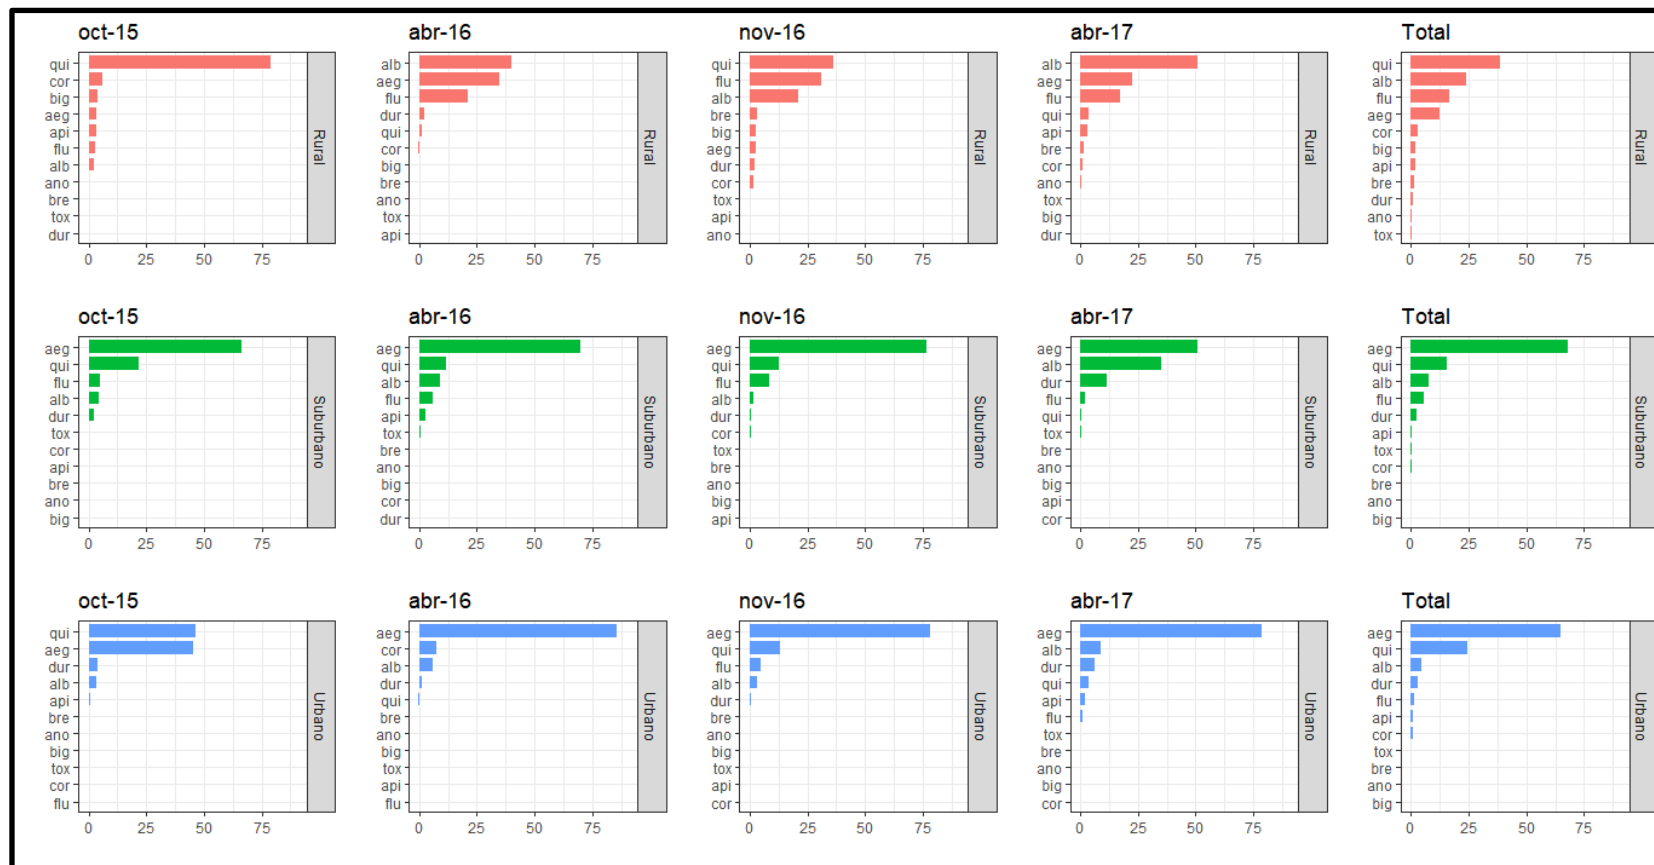 oct-15
qui
cor
big
aeg
api
flu
alb
ano
bre
tox
dur
0 25 50 75
Rural
abr-16
alb
aeg
flu
dur
qui
cor
big
bre
ano
tox
api
0 25 50 75
Rural
nov-16
qui
flu
alb
bre
big
aeg
dur
cor
tox
api
ano
0 25 50 75
Rural
abr-17
alb
aeg
flu
qui
api
bre
cor
ano
tox
big
dur
0 25 50 75
Rural
Total
qui
alb
flu
aeg
cor
big
api
bre
dur
ano
tox
0 25 50 75
Rural
oct-15
aeg
qui
flu
alb
dur
tox
cor
api
bre
ano
big
0 25 50 75
Suburbano
abr-16
aeg
qui
alb
flu
api
tox
bre
ano
big
cor
dur
0 25 50 75
Suburbano
nov-16
aeg
qui
flu
alb
dur
cor
tox
bre
ano
big
api
0 25 50 75
Suburbano
abr-17
aeg
alb
dur
flu
qui
tox
bre
ano
big
api
cor
0 25 50 75
Suburbano
Total
aeg
qui
alb
flu
dur
api
tox
cor
bre
ano
big
0 25 50 75
Suburbano
oct-15
qui
aeg
dur
alb
api
bre
ano
big
tox
cor
flu
0 25 50 75
Urbano
abr-16
aeg
cor
alb
dur
qui
bre
ano
big
tox
api
flu
0 25 50 75
Urbano
nov-16
aeg
qui
flu
alb
dur
bre
ano
big
tox
api
cor
0 25 50 75
Urbano
abr-17
aeg
alb
dur
qui
api
flu
tox
bre
ano
big
cor
0 25 50 75
Urbano
Total
aeg
qui
alb
dur
flu
api
cor
tox
bre
ano
big
0 25 50 75
Urbano